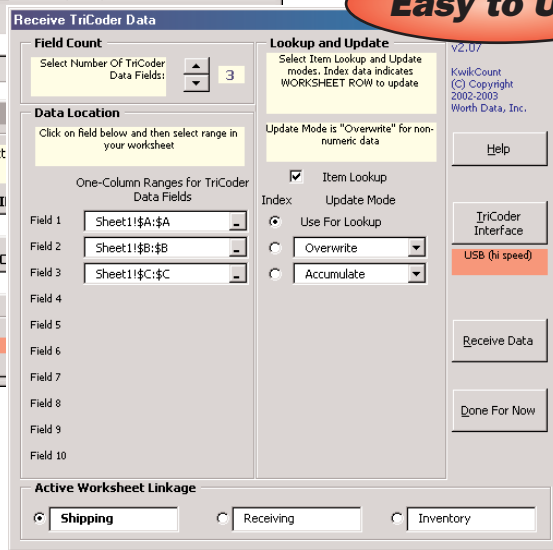 Easy to U
Receive TriCoder Data
Field Count
Select Number Of TriCoder
Data Fields:
3
Data Location
Click on field below and then select range in
your worksheet
One-Column Ranges for TriCoder
Data Fields
Field 1 Sheet1!$A:$A
Field 2 Sheet1!$B:$B
Field 3 Sheet1!$C:$C
Field 4
Field 5
Field 6
Field 7
Field 8
Field 9
Field 10
Lookup and Update
Select Item Lookup and Update
modes. Index data indicates
WORKSHEET ROW to update
Update Mode is "Overwrite" for non-
numeric data
Item Lookup
Index Update Mode
Use For Lookup
Overwrite
Accumulate
v2.07
KwikCount
(C) Copyright
2002-2003
Worth Data, Inc.
Help
TriCoder
Interface
USB (hi speed)
Receive Data
Done For Now
Active Worksheet Linkage
Shipping Receiving Inventory